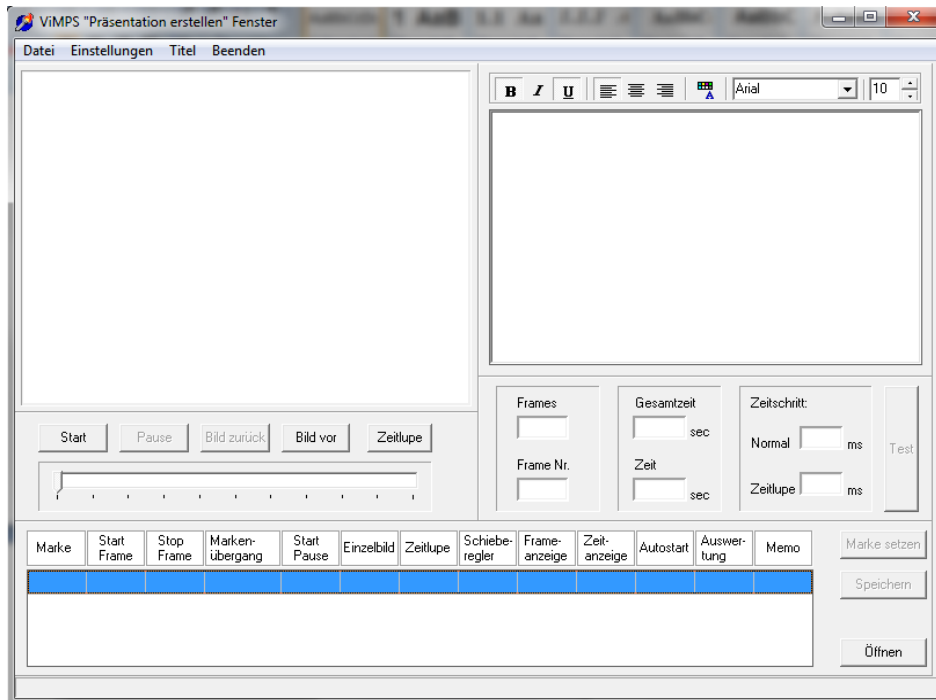 ViMPS "Präsentation erstellen" Fenster
Datei Einstellungen Titel Beenden
B I U A Arial 10
Frames Gesamtzeit Zeitschritt:
sec Normal ms
Test
Frame Nr. Zeit
sec Zeitlupe ms
Start Pause Bild zurück Bild vor Zeitlupe
Marke Start Frame Stop Frame Marken-übergang Start Pause Einzelbild Zeitlupe Schiebe-regler Frame-anzeige Zeit-anzeige Autostart Auswer-tung Memo
Marke setzen
Speichern
Öffnen